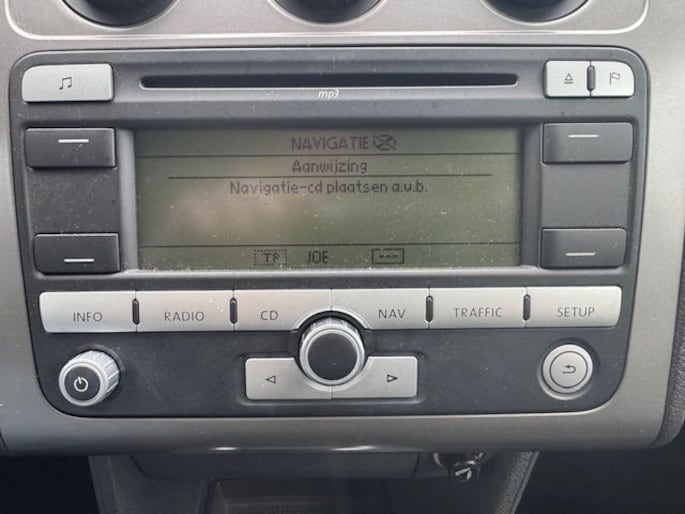 mp3
NAVIGATIE
Aanwijzing
Navigatie-cd plaatsen a.u.b.
TP JOE
INFO RADIO CD NAV TRAFFIC SETUP